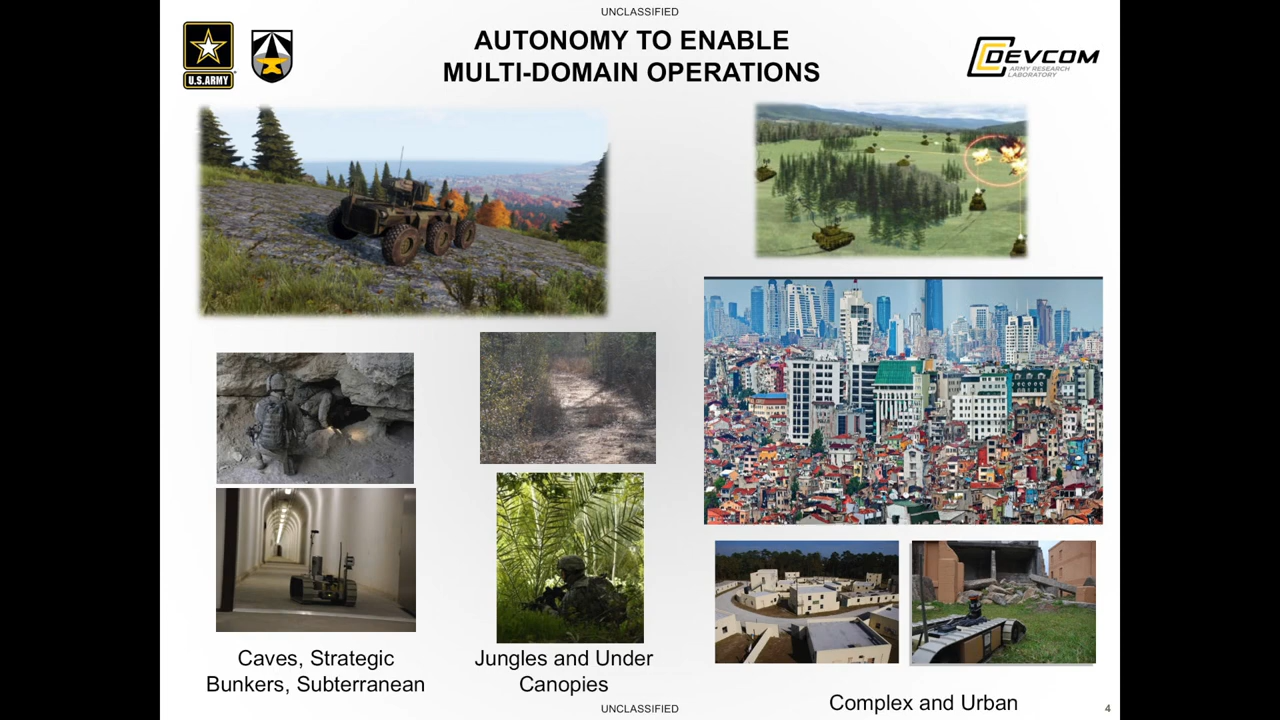 UNCLASSIFIED
AUTONOMY TO ENABLE
MULTI-DOMAIN OPERATIONS
U.S.ARMY
DEVCOM
ARMY RESEARCH
LABORATORY
Caves, Strategic
Bunkers, Subterranean
Jungles and Under
Canopies
Complex and Urban
UNCLASSIFIED
4